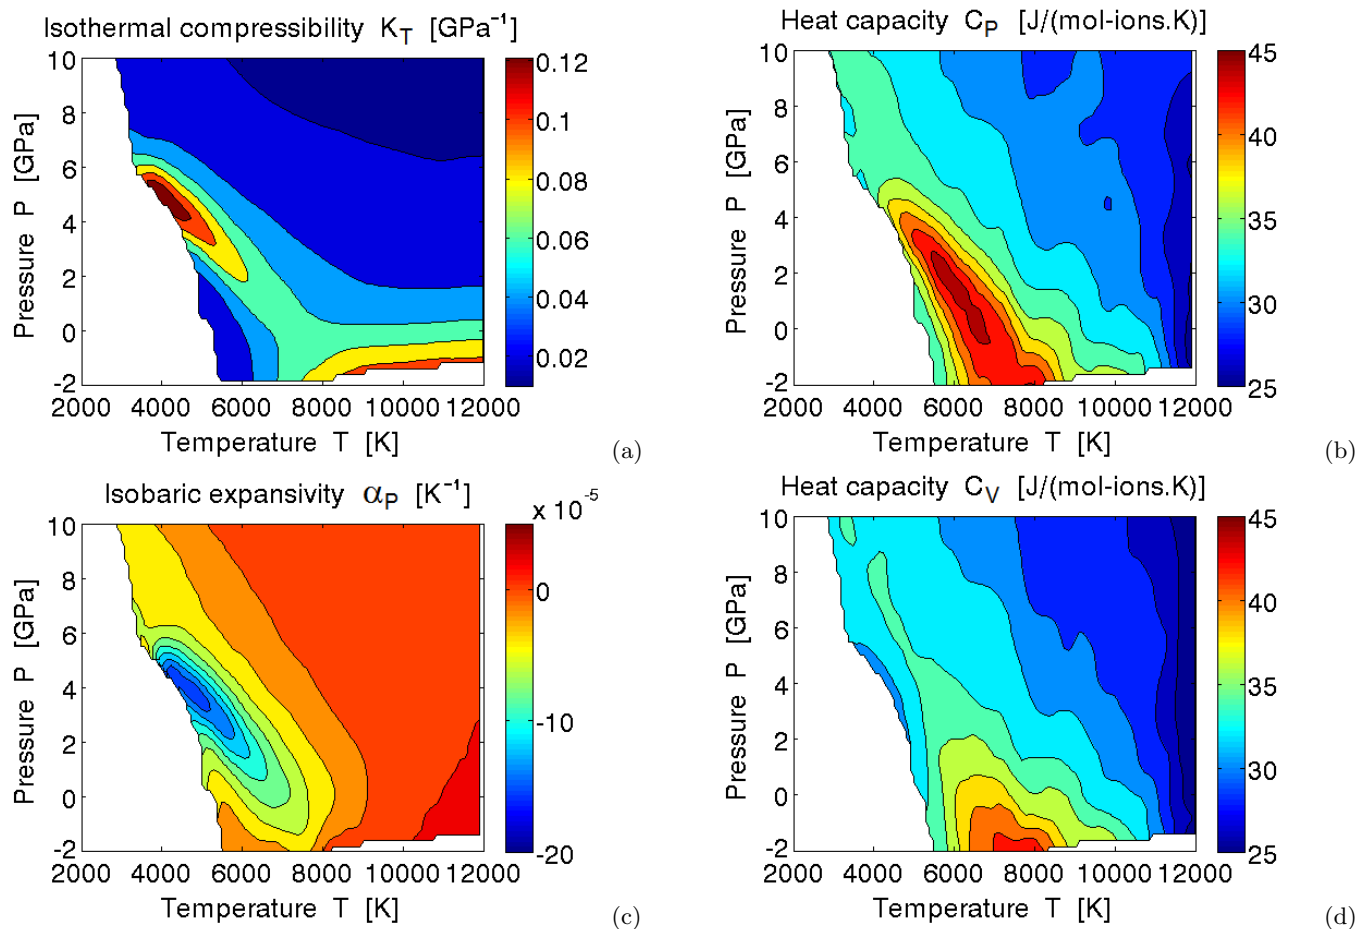 Isothermal compressibility K_T [GPa⁻¹]
10
8
6
4
2
0
-2
2000 4000 6000 8000 10000 12000
Pressure P [GPa]
Temperature T [K]
0.12
0.1
0.08
0.06
0.04
0.02
(a)
Heat capacity C_P [J/(mol-ions.K)]
10
8
6
4
2
0
-2
2000 4000 6000 8000 10000 12000
Pressure P [GPa]
Temperature T [K]
45
40
35
30
25
(b)
Isobaric expansivity α_P [K⁻¹]
x 10⁻⁵
10
8
6
4
2
0
-2
2000 4000 6000 8000 10000 12000
Pressure P [GPa]
Temperature T [K]
0
-10
-20
(c)
Heat capacity C_V [J/(mol-ions.K)]
10
8
6
4
2
0
-2
2000 4000 6000 8000 10000 12000
Pressure P [GPa]
Temperature T [K]
45
40
35
30
25
(d)